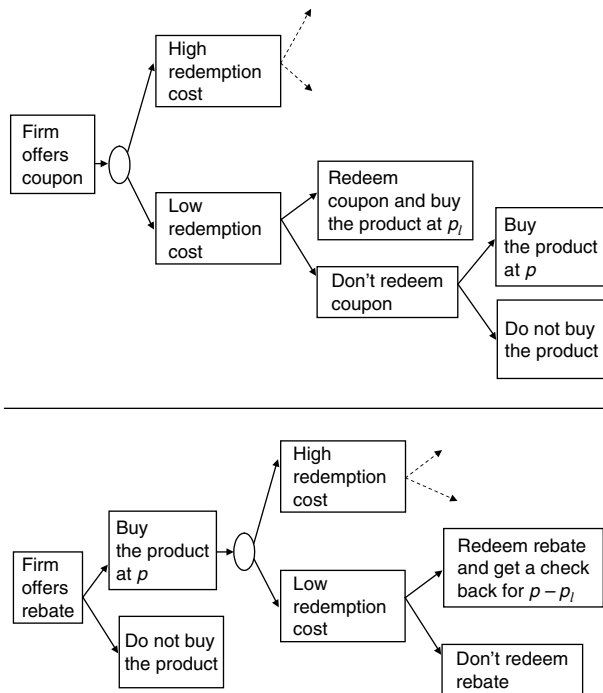 High
redemption
cost
Firm
offers
coupon
Low
redemption
cost
Redeem
coupon and buy
the product at pl
Don't redeem
coupon
Buy
the product
at p
Do not buy
the product
High
redemption
cost
Buy
the product
at p
Firm
offers
rebate
Do not buy
the product
Low
redemption
cost
Redeem rebate
and get a check
back for p – pl
Don't redeem
rebate